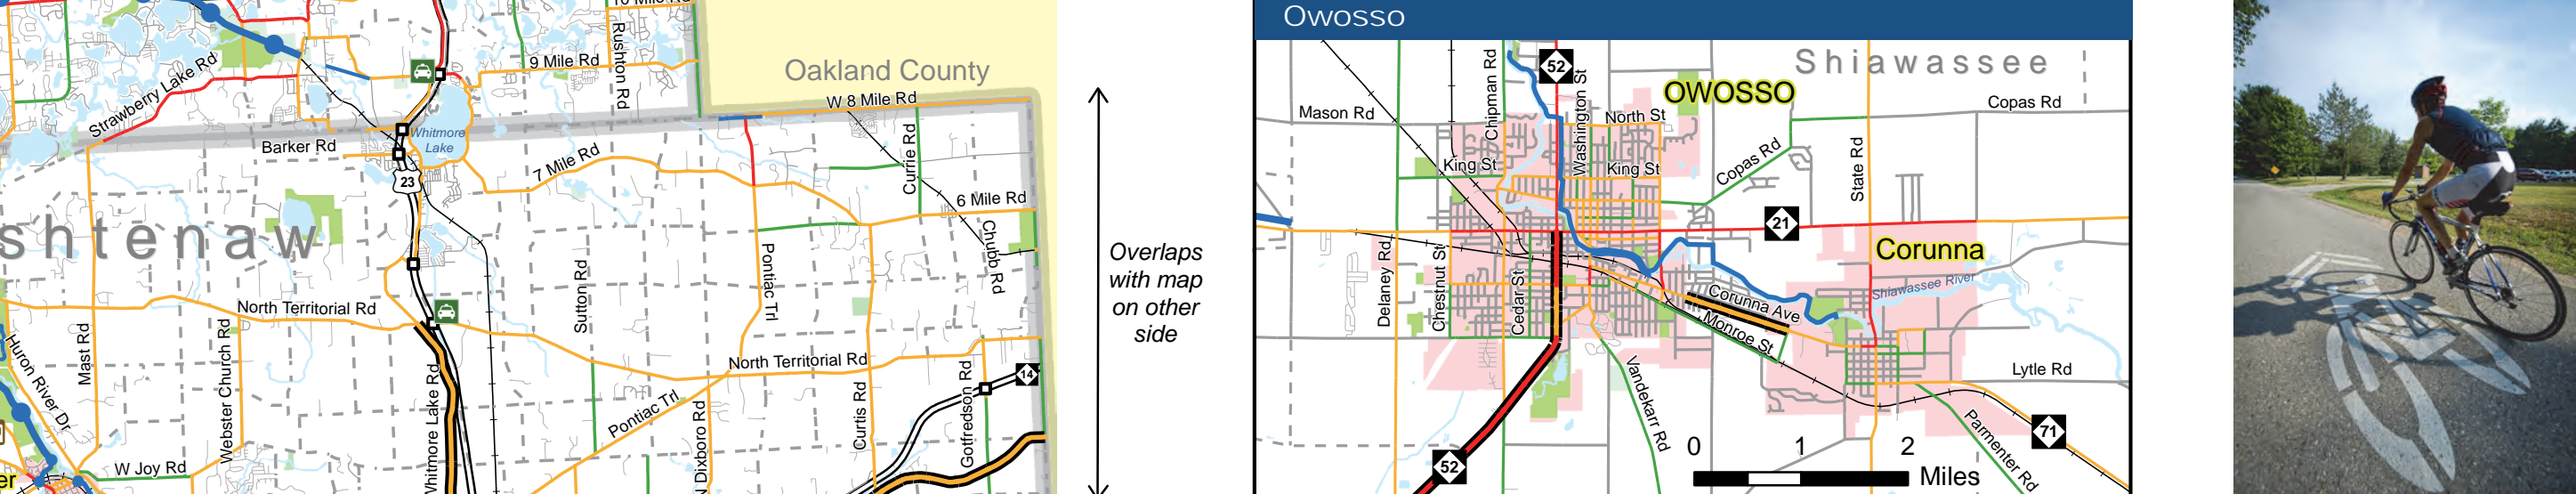 10 Mile Rd
Rushton Rd
9 Mile Rd
Strawberry Lake Rd
Oakland County
W 8 Mile Rd
Whitmore
Lake
Barker Rd
23
7 Mile Rd
Currie Rd
6 Mile Rd
Chubb Rd
shtenaw
Sutton Rd
Pontiac Trl
North Territorial Rd
Mast Rd
Huron River Dr
Webster Church Rd
Whitmore Lake Rd
North Territorial Rd
14
Pontiac Trl
N Dixboro Rd
Curtis Rd
Gotfredson Rd
W Joy Rd
er
Overlaps
with map
on other
side
Owosso
52
Chipman Rd
Washington St
Shiawassee
OWOSSO
Mason Rd
North St
Copas Rd
King St
King St
Copas Rd
State Rd
21
Corunna
Delaney Rd
Chestnut St
Cedar St
Shiawassee River
Corunna Ave
Monroe St
Vandekarr Rd
Lytle Rd
Parmenter Rd
71
52
0 1 2
Miles